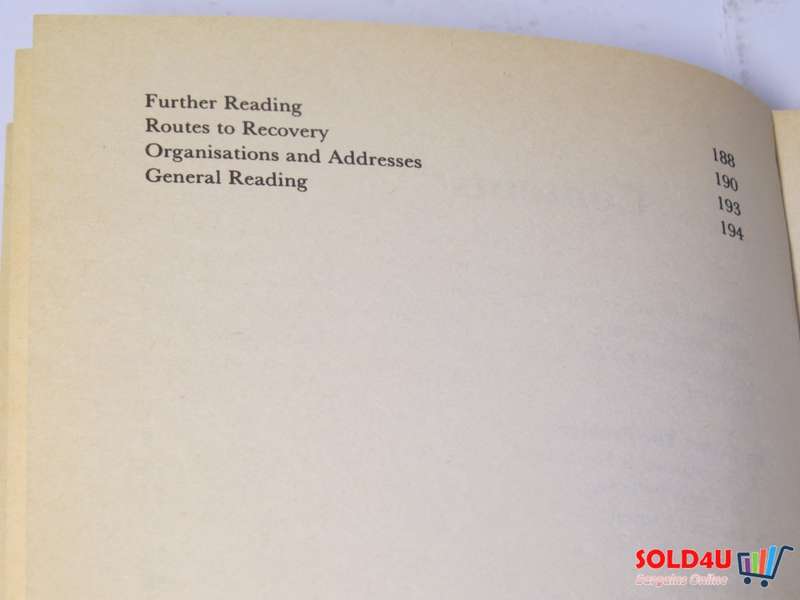 Further Reading 188
Routes to Recovery 190
Organisations and Addresses 193
General Reading 194
SOLD4U
Bargains Online